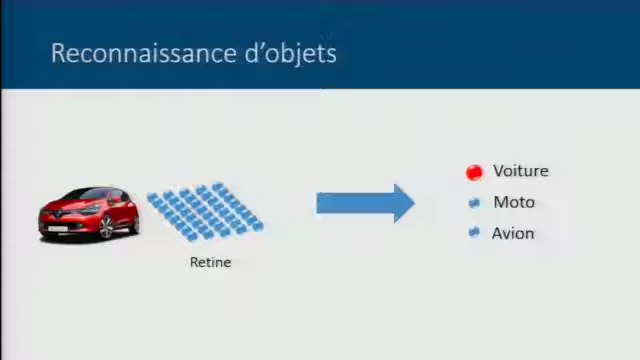 Reconnaissance d'objets
Voiture
Moto
Avion
Retine